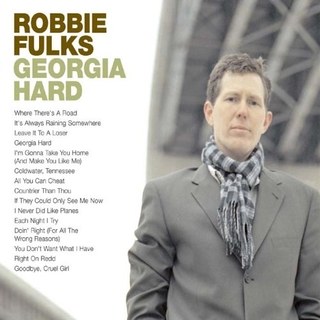 ROBBIE
FULKS
GEORGIA
HARD
Where There's A Road
It's Always Raining Somewhere
Leave It To A Loser
Georgia Hard
I'm Gonna Take You Home
(And Make You Like Me)
Coldwater, Tennessee
All You Can Cheat
Countrier Than Thou
If They Could Only See Me Now
I Never Did Like Planes
Each Night I Try
Doin' Right (For All The
Wrong Reasons)
You Don't Want What I Have
Right On Redd
Goodbye, Cruel Girl